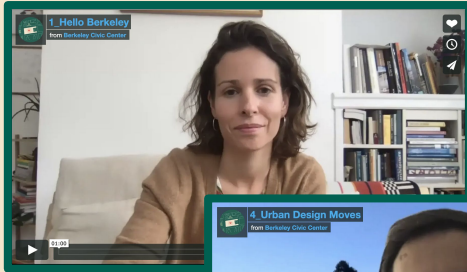 1_Hello Berkeley
from Berkeley Civic Center
01:00
4_Urban Design Moves
from Berkeley Civic Center